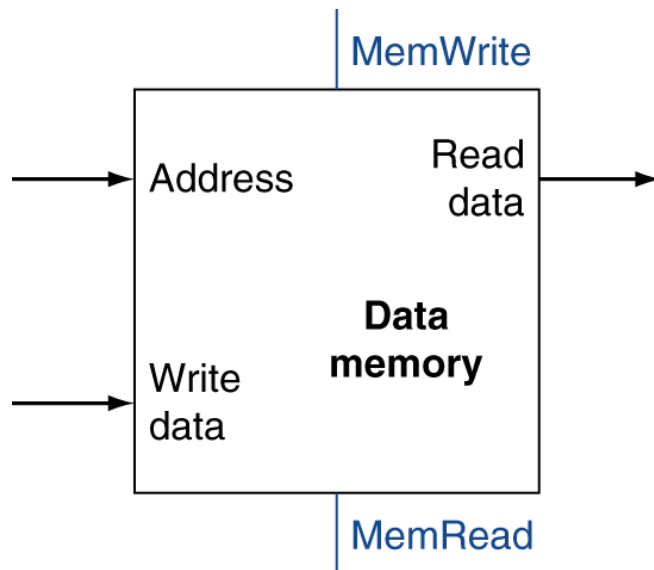 MemWrite
Address
Read
data
Data
memory
Write
data
MemRead